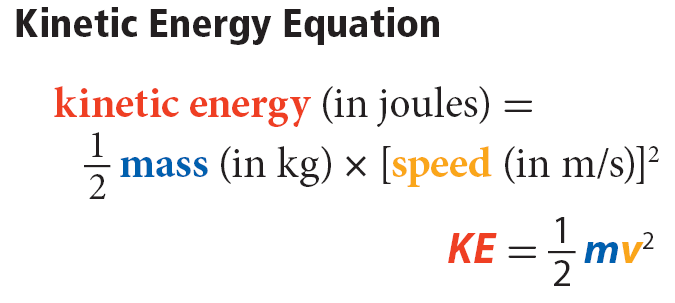 Kinetic Energy Equation
kinetic energy (in joules) =
1/2 mass (in kg) × [speed (in m/s)]²
KE = 1/2 mv²